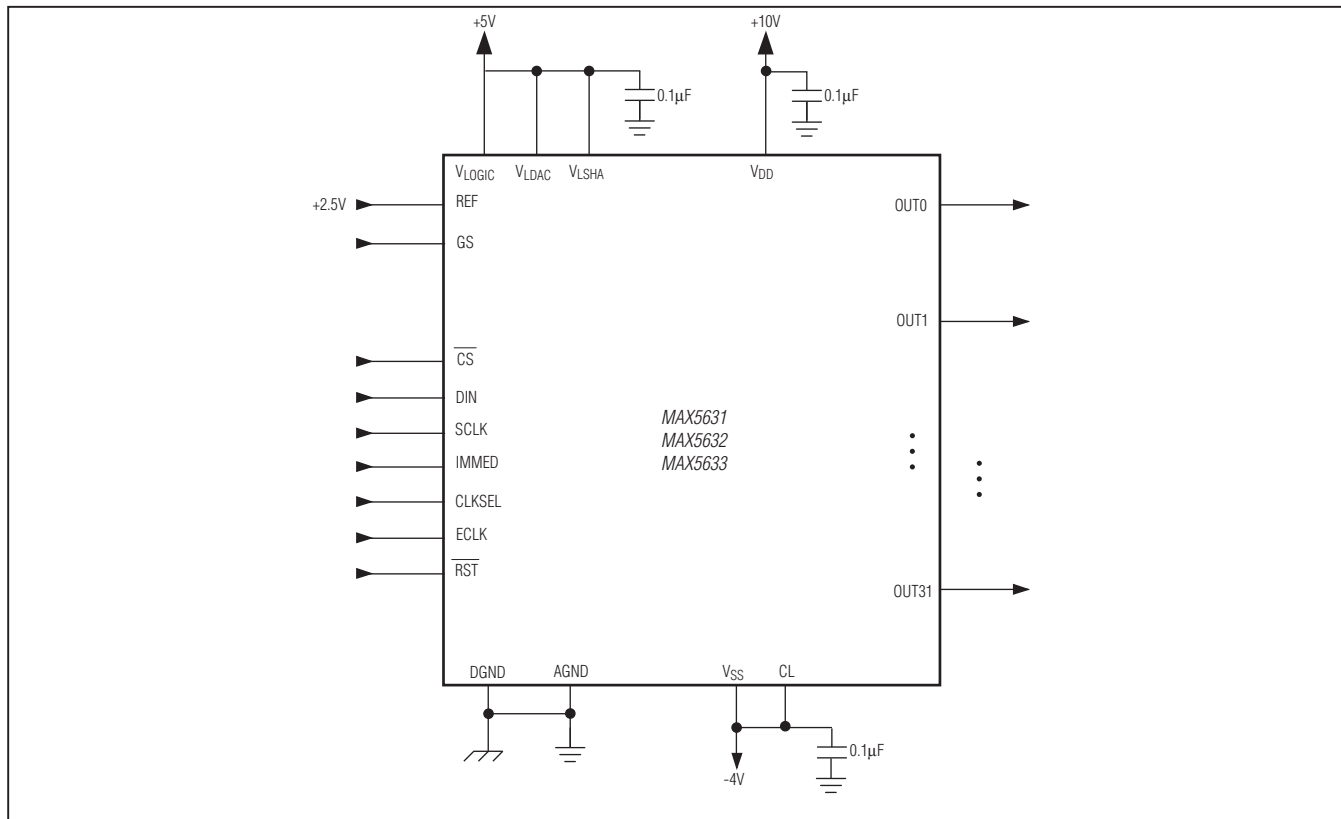 +5V
+10V
0.1µF
0.1µF
VLOGIC
VLDAC
VLSHA
VDD
+2.5V
REF
OUT0
GS
OUT1
CS
DIN
SCLK
IMMED
CLKSEL
ECLK
RST
MAX5631
MAX5632
MAX5633
OUT31
DGND
AGND
VSS
CL
0.1µF
-4V